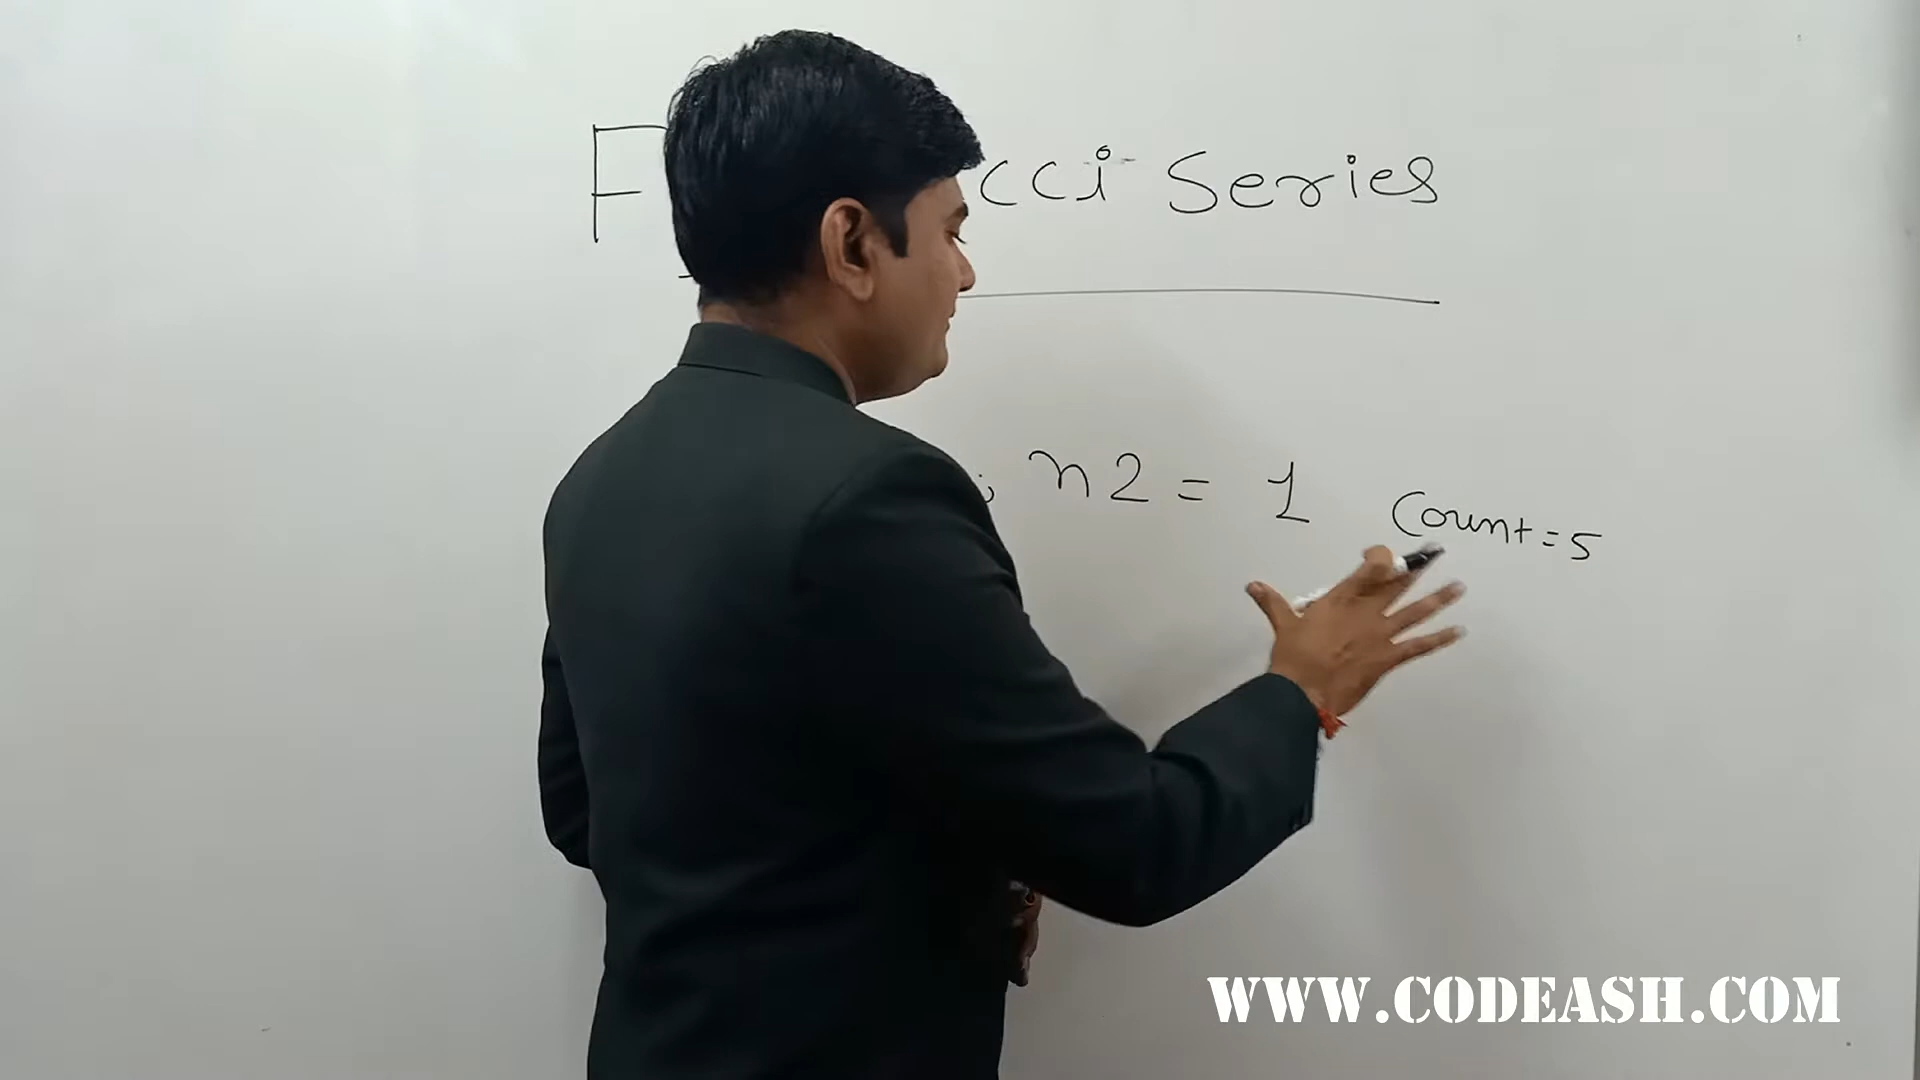 F cci Series
; n2 = 1 Count = 5
WWW.CODEASH.COM